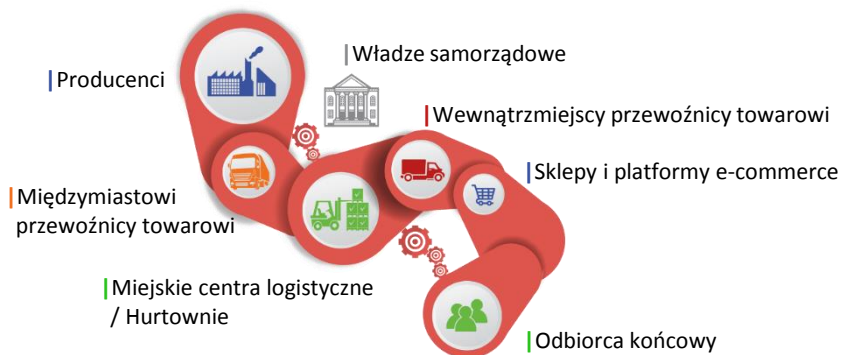 Władze samorządowe
Producenci
Wewnątrzmiejscy przewoźnicy towarowi
Sklepy i platformy e-commerce
Międzymiastowi
przewoźnicy towarowi
Miejskie centra logistyczne
/ Hurtownie
Odbiorca końcowy